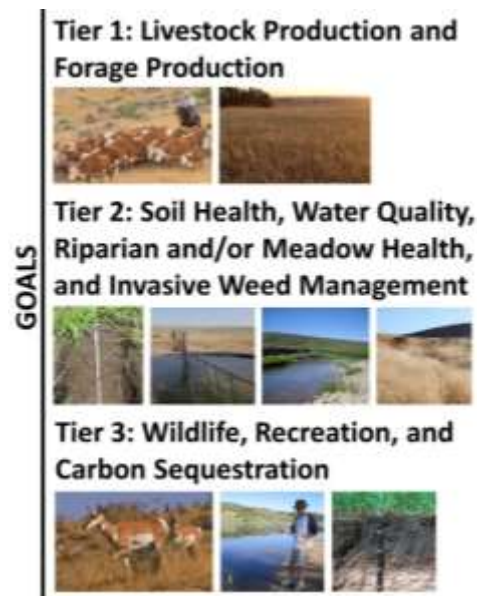 Tier 1: Livestock Production and
Forage Production
GOALS
Tier 2: Soil Health, Water Quality,
Riparian and/or Meadow Health,
and Invasive Weed Management
Tier 3: Wildlife, Recreation, and
Carbon Sequestration